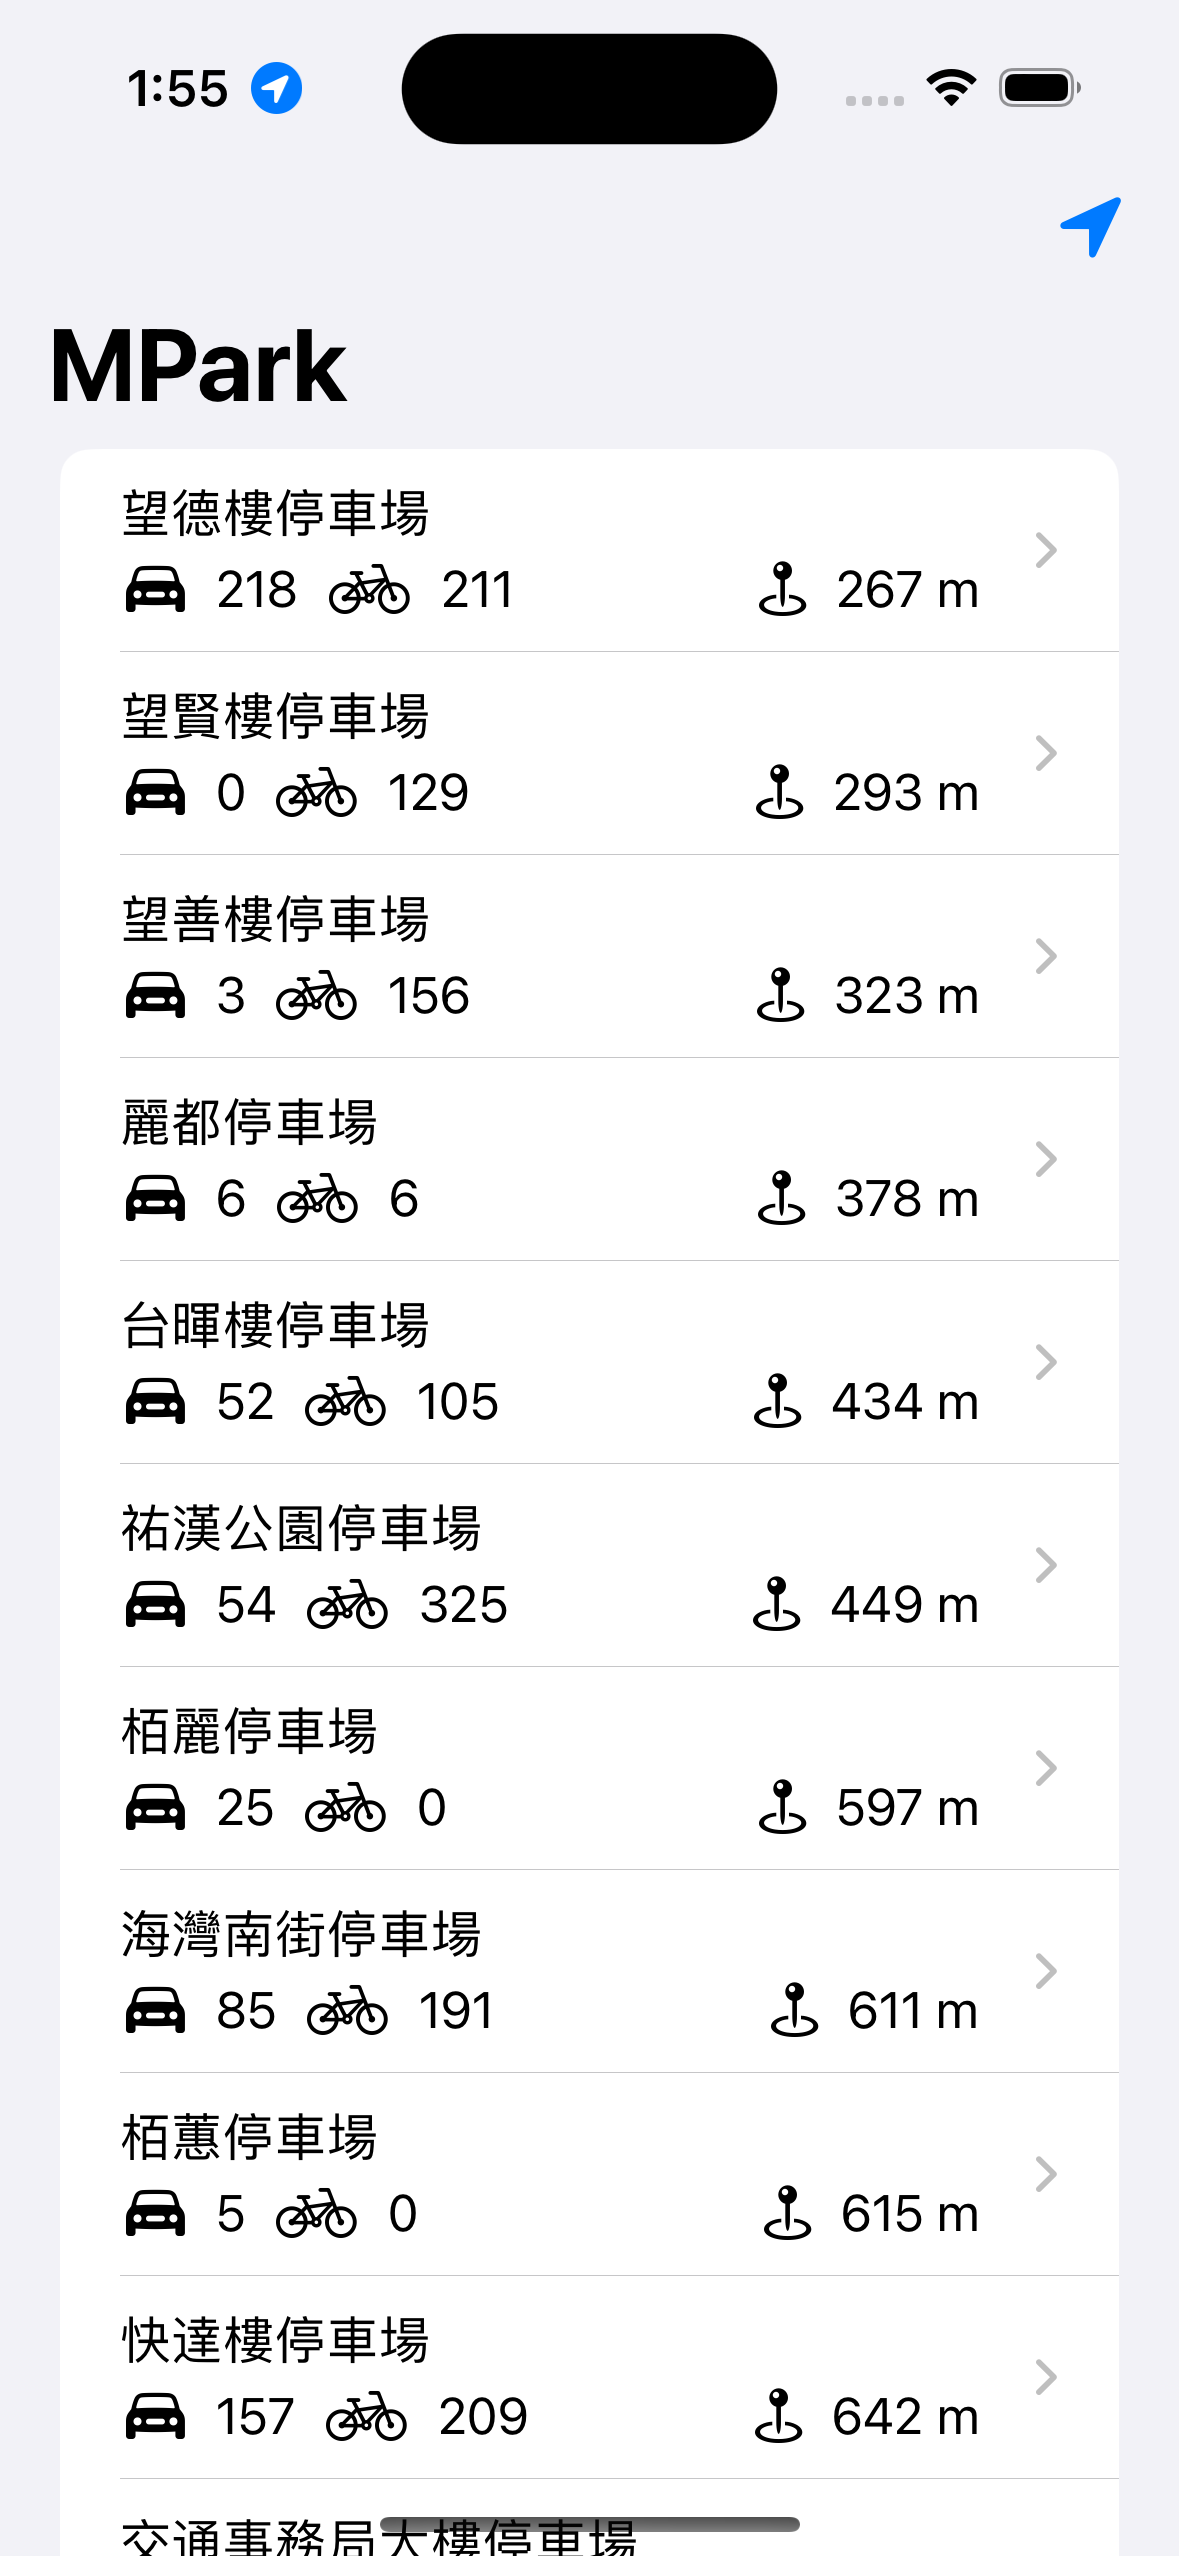 1:55
MPark
望德樓停車場
218 211 267 m
望賢樓停車場
0 129 293 m
望善樓停車場
3 156 323 m
麗都停車場
6 6 378 m
台暉樓停車場
52 105 434 m
祐漢公園停車場
54 325 449 m
栢麗停車場
25 0 597 m
海灣南街停車場
85 191 611 m
栢蕙停車場
5 0 615 m
快達樓停車場
157 209 642 m
交通事務局大樓停車場